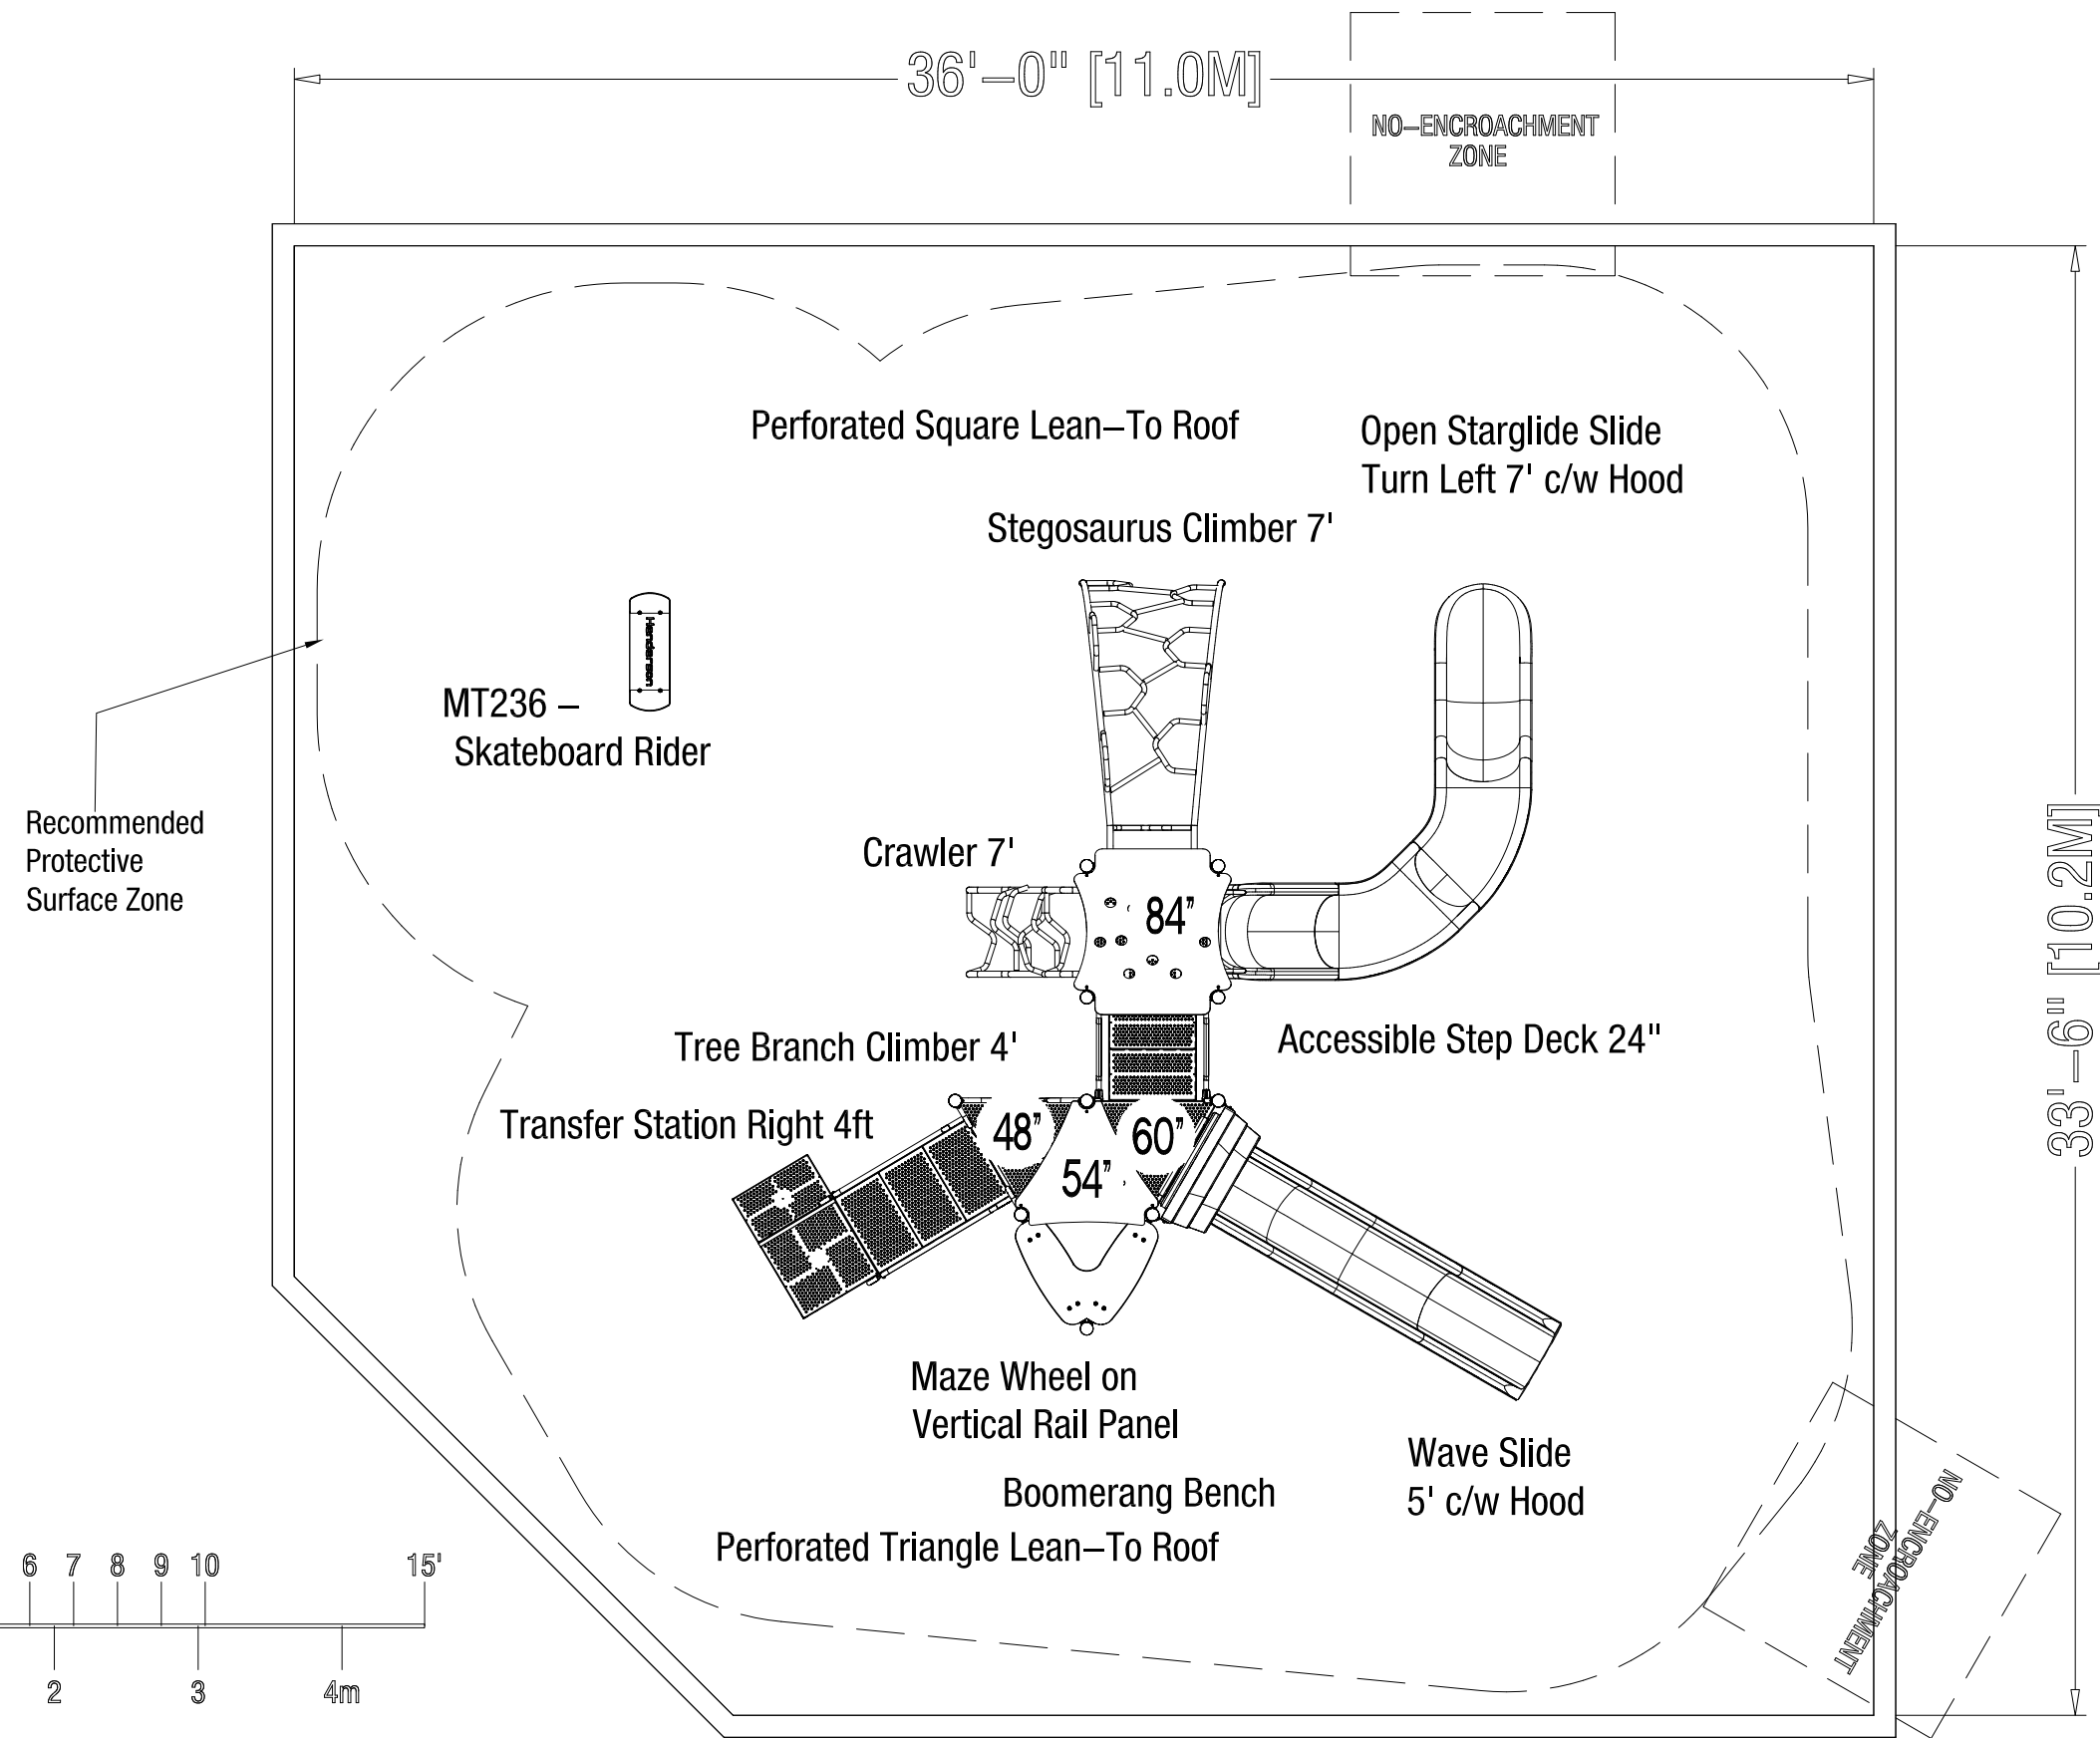 36'–0" [11.0M]
NO–ENCROACHMENT
ZONE
Perforated Square Lean–To Roof
Open Starglide Slide
Turn Left 7' c/w Hood
Stegosaurus Climber 7'
Henderson
MT236 –
Skateboard Rider
Recommended
Protective
Surface Zone
Crawler 7'
84"
33'–6" [10.2M]
Tree Branch Climber 4'
Accessible Step Deck 24"
Transfer Station Right 4ft
48"
60"
54"
Maze Wheel on
Vertical Rail Panel
Wave Slide
5' c/w Hood
Boomerang Bench
Perforated Triangle Lean–To Roof
NO–ENCROACHMENT
ZONE
6 7 8 9 10 15'
2 3 4m